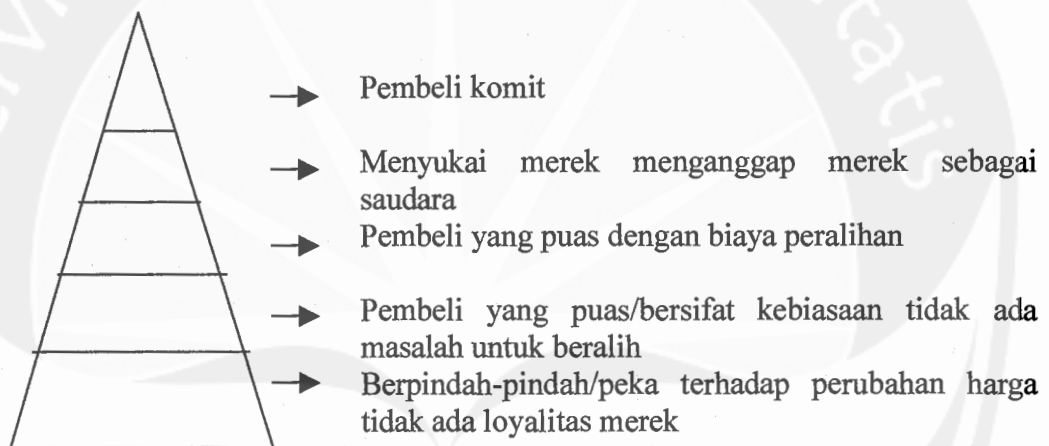 Pembeli komit
Menyukai merek menganggap merek sebagai
saudara
Pembeli yang puas dengan biaya peralihan
Pembeli yang puas/bersifat kebiasaan tidak ada
masalah untuk beralih
Berpindah-pindah/peka terhadap perubahan harga
tidak ada loyalitas merek